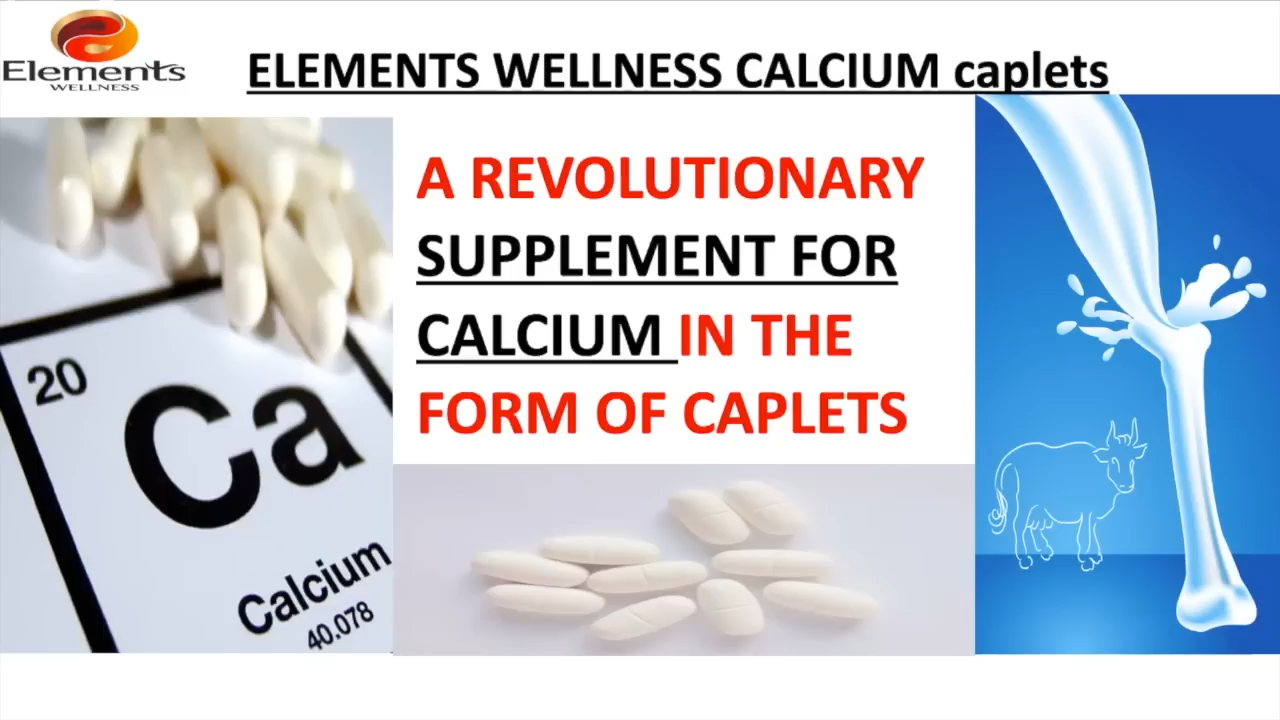 Elements
WELLNESS
ELEMENTS WELLNESS CALCIUM caplets
A REVOLUTIONARY
SUPPLEMENT FOR
CALCIUM IN THE
FORM OF CAPLETS
20
Ca
Calcium
40.078